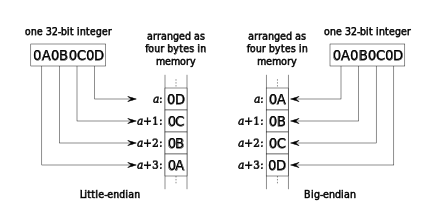 one 32-bit integer
0A0B0C0D
arranged as
four bytes in
memory
a: 0D
a+1: 0C
a+2: 0B
a+3: 0A
Little-endian
arranged as
four bytes in
memory
one 32-bit integer
0A0B0C0D
a: 0A
a+1: 0B
a+2: 0C
a+3: 0D
Big-endian